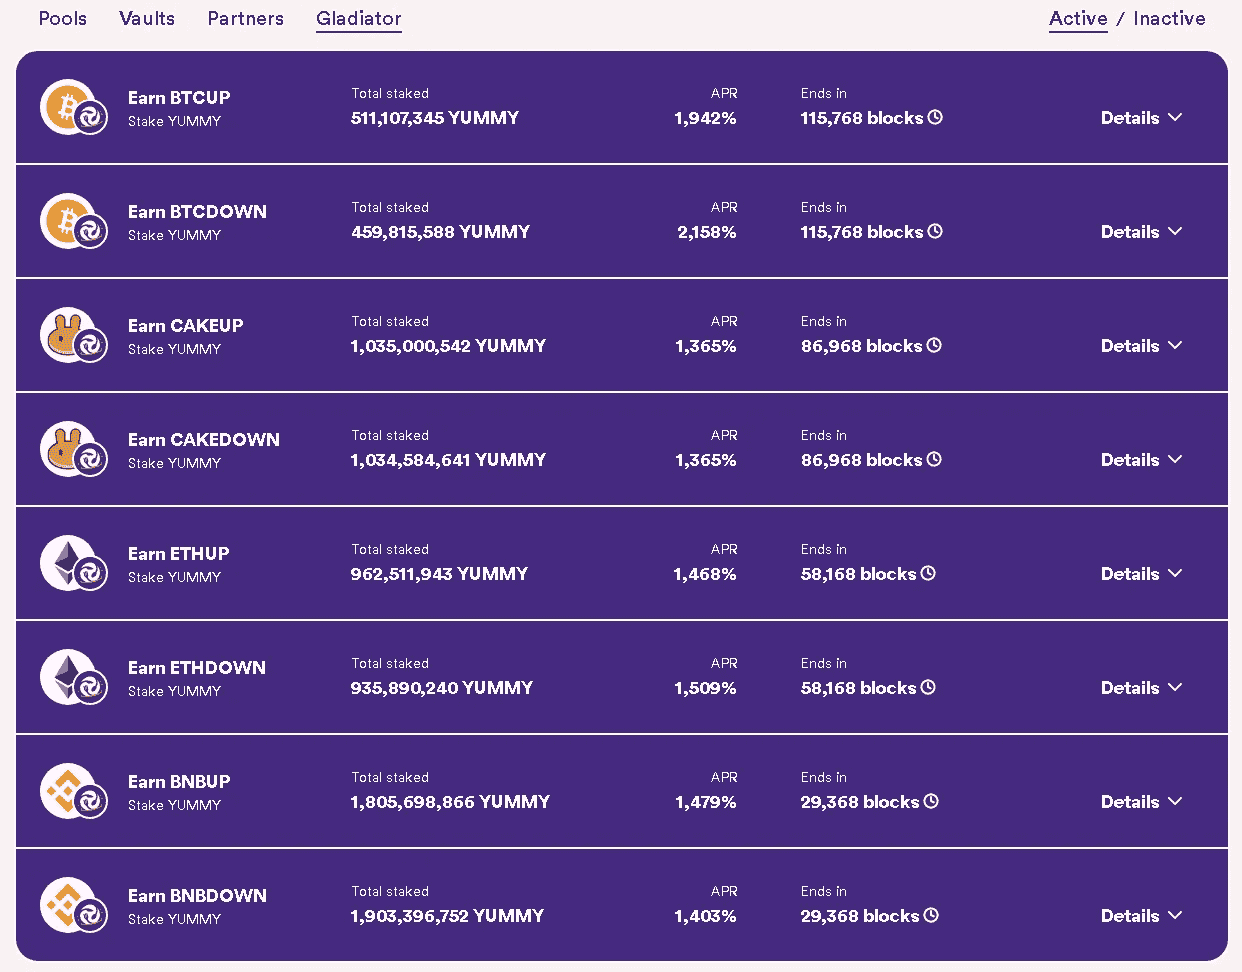 Pools Vaults Partners Gladiator Active / Inactive
Earn BTCUP Total staked APR Ends in
Stake YUMMY 511,107,345 YUMMY 1,942% 115,768 blocks Details
Earn BTCDOWN Total staked APR Ends in
Stake YUMMY 459,815,588 YUMMY 2,158% 115,768 blocks Details
Earn CAKEUP Total staked APR Ends in
Stake YUMMY 1,035,000,542 YUMMY 1,365% 86,968 blocks Details
Earn CAKEDOWN Total staked APR Ends in
Stake YUMMY 1,034,584,641 YUMMY 1,365% 86,968 blocks Details
Earn ETHUP Total staked APR Ends in
Stake YUMMY 962,511,943 YUMMY 1,468% 58,168 blocks Details
Earn ETHDOWN Total staked APR Ends in
Stake YUMMY 935,890,240 YUMMY 1,509% 58,168 blocks Details
Earn BNBUP Total staked APR Ends in
Stake YUMMY 1,805,698,866 YUMMY 1,479% 29,368 blocks Details
Earn BNBDOWN Total staked APR Ends in
Stake YUMMY 1,903,396,752 YUMMY 1,403% 29,368 blocks Details